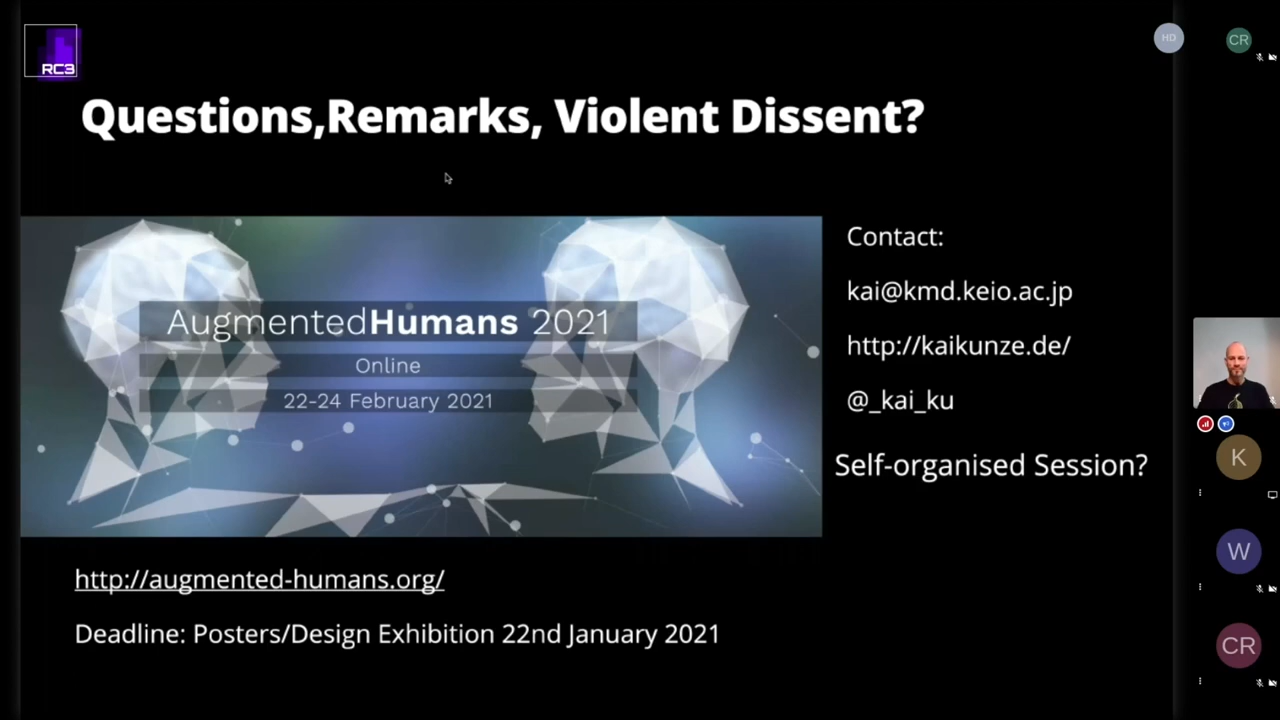 RC3
HD
CR
Questions,Remarks, Violent Dissent?
AugmentedHumans 2021
Online
22-24 February 2021
Contact:
kai@kmd.keio.ac.jp
http://kaikunze.de/
@_kai_ku
Self-organised Session?
http://augmented-humans.org/
Deadline: Posters/Design Exhibition 22nd January 2021
K
W
CR